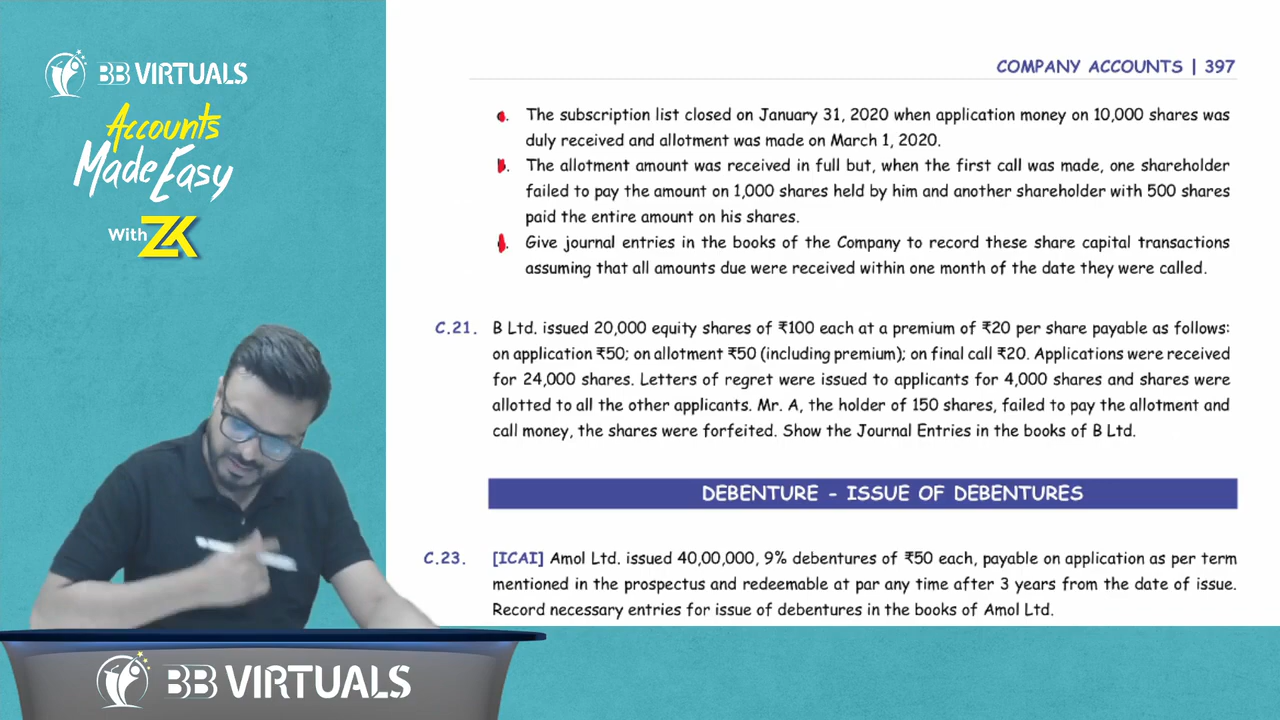 BB VIRTUALS
Accounts
Made Easy
With ZK
COMPANY ACCOUNTS | 397
The subscription list closed on January 31, 2020 when application money on 10,000 shares was
duly received and allotment was made on March 1, 2020.
The allotment amount was received in full but, when the first call was made, one shareholder
failed to pay the amount on 1,000 shares held by him and another shareholder with 500 shares
paid the entire amount on his shares.
Give journal entries in the books of the Company to record these share capital transactions
assuming that all amounts due were received within one month of the date they were called.
C.21. B Ltd. issued 20,000 equity shares of ₹100 each at a premium of ₹20 per share payable as follows:
on application ₹50; on allotment ₹50 (including premium); on final call ₹20. Applications were received
for 24,000 shares. Letters of regret were issued to applicants for 4,000 shares and shares were
allotted to all the other applicants. Mr. A, the holder of 150 shares, failed to pay the allotment and
call money, the shares were forfeited. Show the Journal Entries in the books of B Ltd.
DEBENTURE - ISSUE OF DEBENTURES
C.23. [ICAI] Amol Ltd. issued 40,00,000, 9% debentures of ₹50 each, payable on application as per term
mentioned in the prospectus and redeemable at par any time after 3 years from the date of issue.
Record necessary entries for issue of debentures in the books of Amol Ltd.
BB VIRTUALS